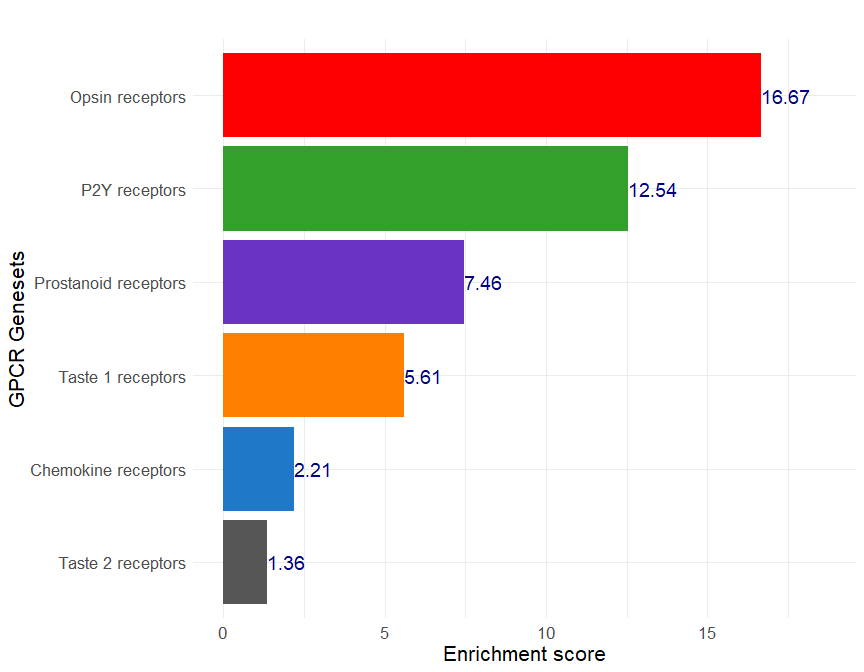 Opsin receptors
16.67
P2Y receptors
12.54
Prostanoid receptors
7.46
Taste 1 receptors
5.61
Chemokine receptors
2.21
Taste 2 receptors
1.36
GPCR Genesets
0 5 10 15
Enrichment score